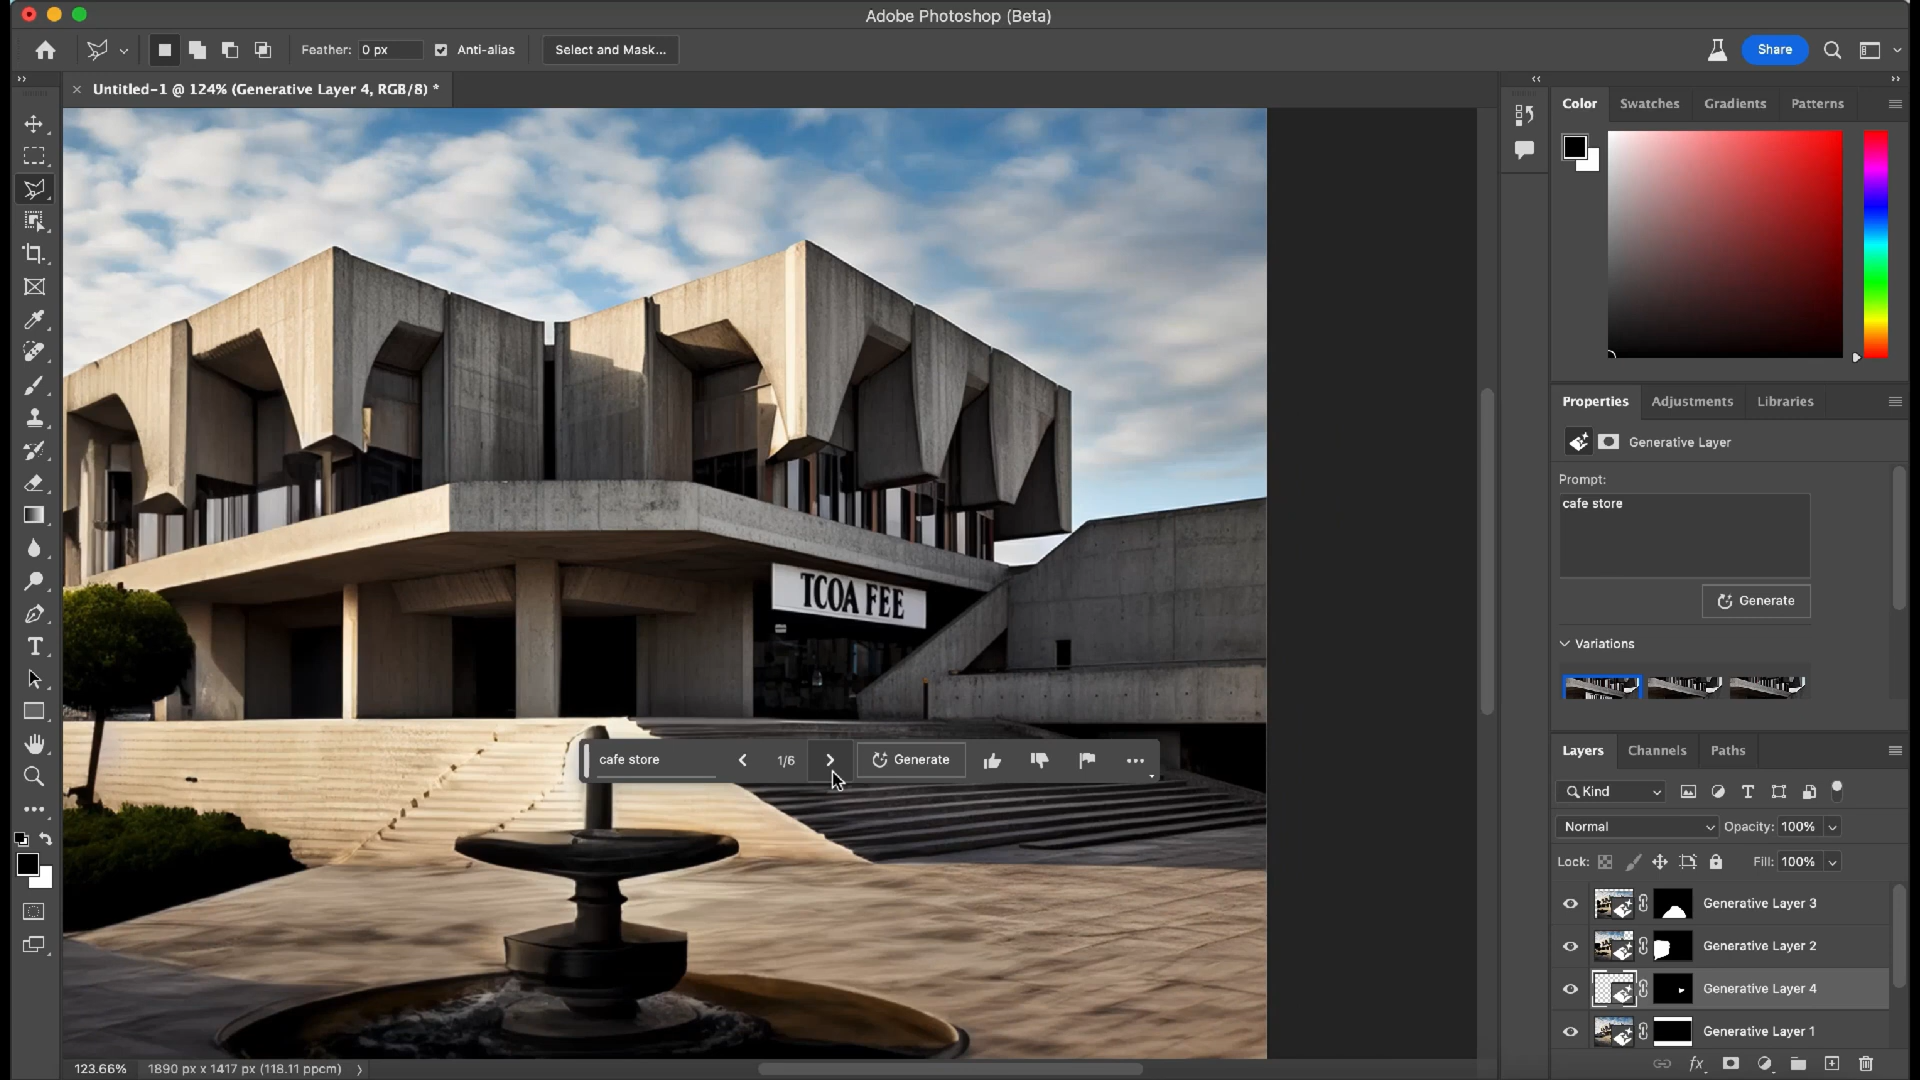 Adobe Photoshop (Beta)
Feather: 0 px Anti-alias Select and Mask... Share
Untitled-1 @ 124% (Generative Layer 4, RGB/8) *
Color Swatches Gradients Patterns
Properties Adjustments Libraries
Generative Layer
Prompt:
cafe store
Generate
Variations
TCOA FEE
cafe store 1/6 Generate
Layers Channels Paths
Kind
Normal Opacity: 100%
Lock: Fill: 100%
Generative Layer 3
Generative Layer 2
Generative Layer 4
Generative Layer 1
123.66% 1890 px x 1417 px (118.11 ppcm)